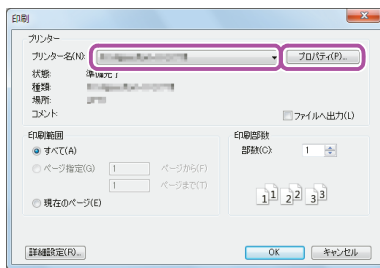 印刷
プリンター
プリンター名(N):
プロパティ(P)...
状態: 準備完了
種類:
場所:
コメント:
ファイルへ出力(L)
印刷範囲
すべて(A)
ページ指定(G) 1 ページから(F)
1 ページまで(T)
現在のページ(E)
印刷部数
部数(C): 1
1 1 2 2 3 3
詳細設定(R)...
OK
キャンセル